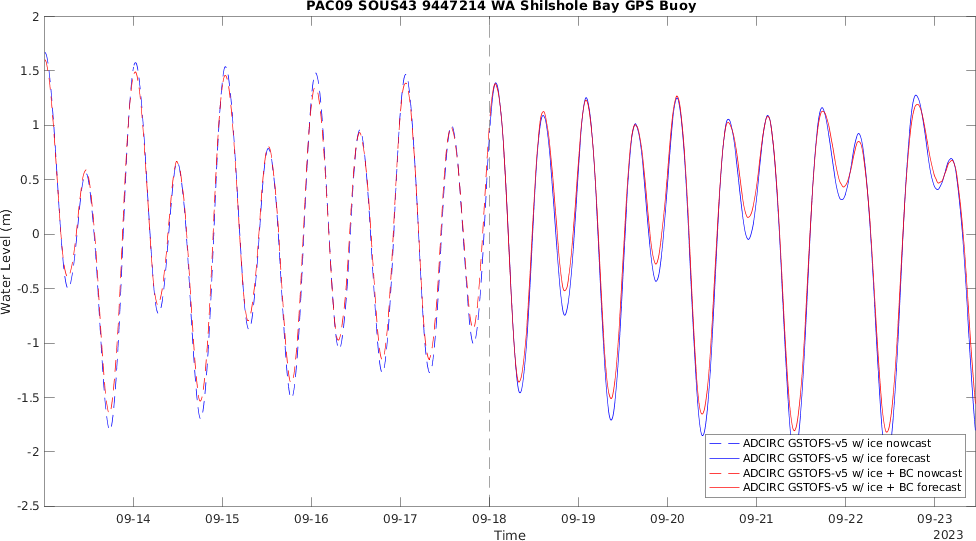 PAC09 SOUS43 9447214 WA Shilshole Bay GPS Buoy
2
1.5
1
0.5
0
-0.5
-1
-1.5
-2
-2.5
Water Level (m)
ADCIRC GSTOFS-v5 w/ ice nowcast
ADCIRC GSTOFS-v5 w/ ice forecast
ADCIRC GSTOFS-v5 w/ ice + BC nowcast
ADCIRC GSTOFS-v5 w/ ice + BC forecast
09-14 09-15 09-16 09-17 09-18 09-19 09-20 09-21 09-22 09-23
Time
2023